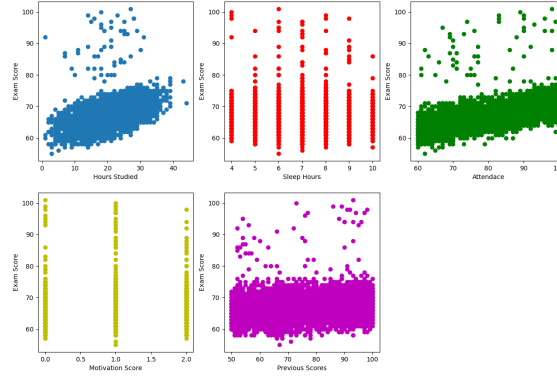 100
90
80
70
60
Exam Score
0 10 20 30 40
Hours Studied
100
90
80
70
60
Exam Score
4 5 6 7 8 9 10
Sleep Hours
100
90
80
70
60
Exam Score
60 70 80 90
Attendace
100
90
80
70
60
Exam Score
0.0 0.5 1.0 1.5 2.0
Motivation Score
100
90
80
70
60
Exam Score
50 60 70 80 90 100
Previous Scores